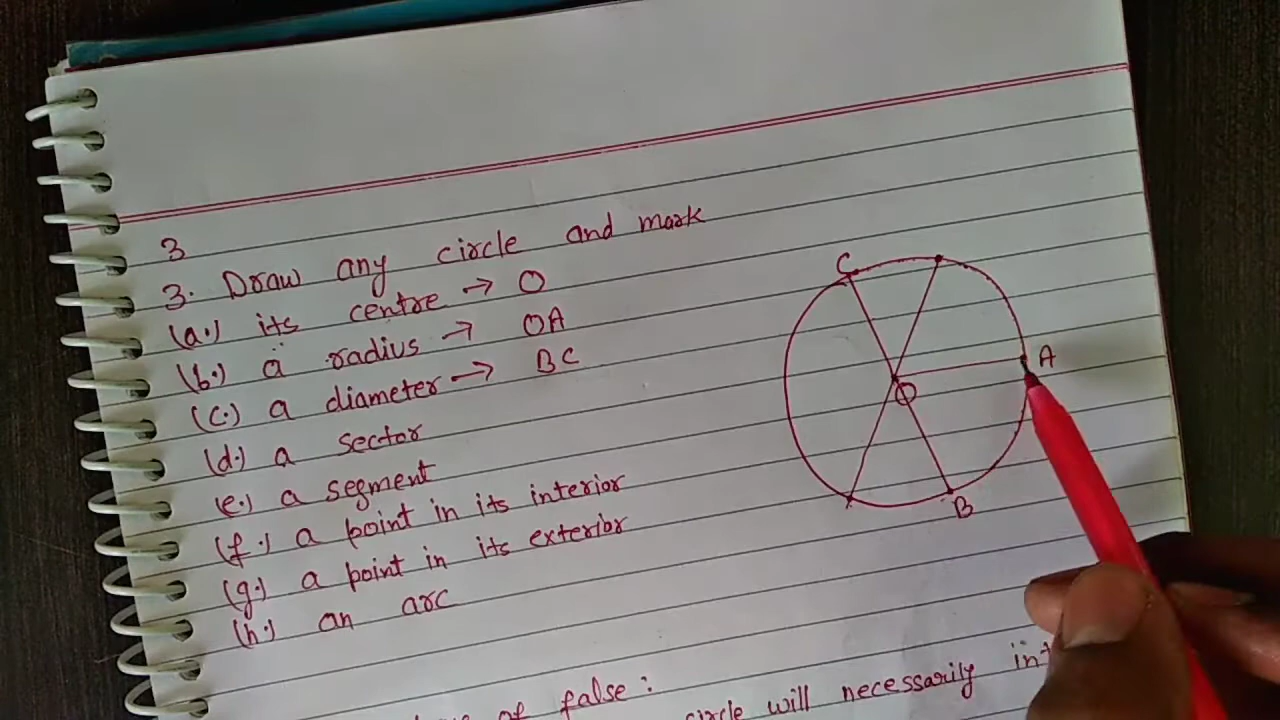 3
3. Draw any circle and mark
(a.) its centre → O
(b.) a radius → OA
(c.) a diameter → BC
(d.) a sector
(e.) a segment
(f.) a point in its interior
(g.) a point in its exterior
(h.) an arc
C
A
O
B
of false:
circle will necessarily